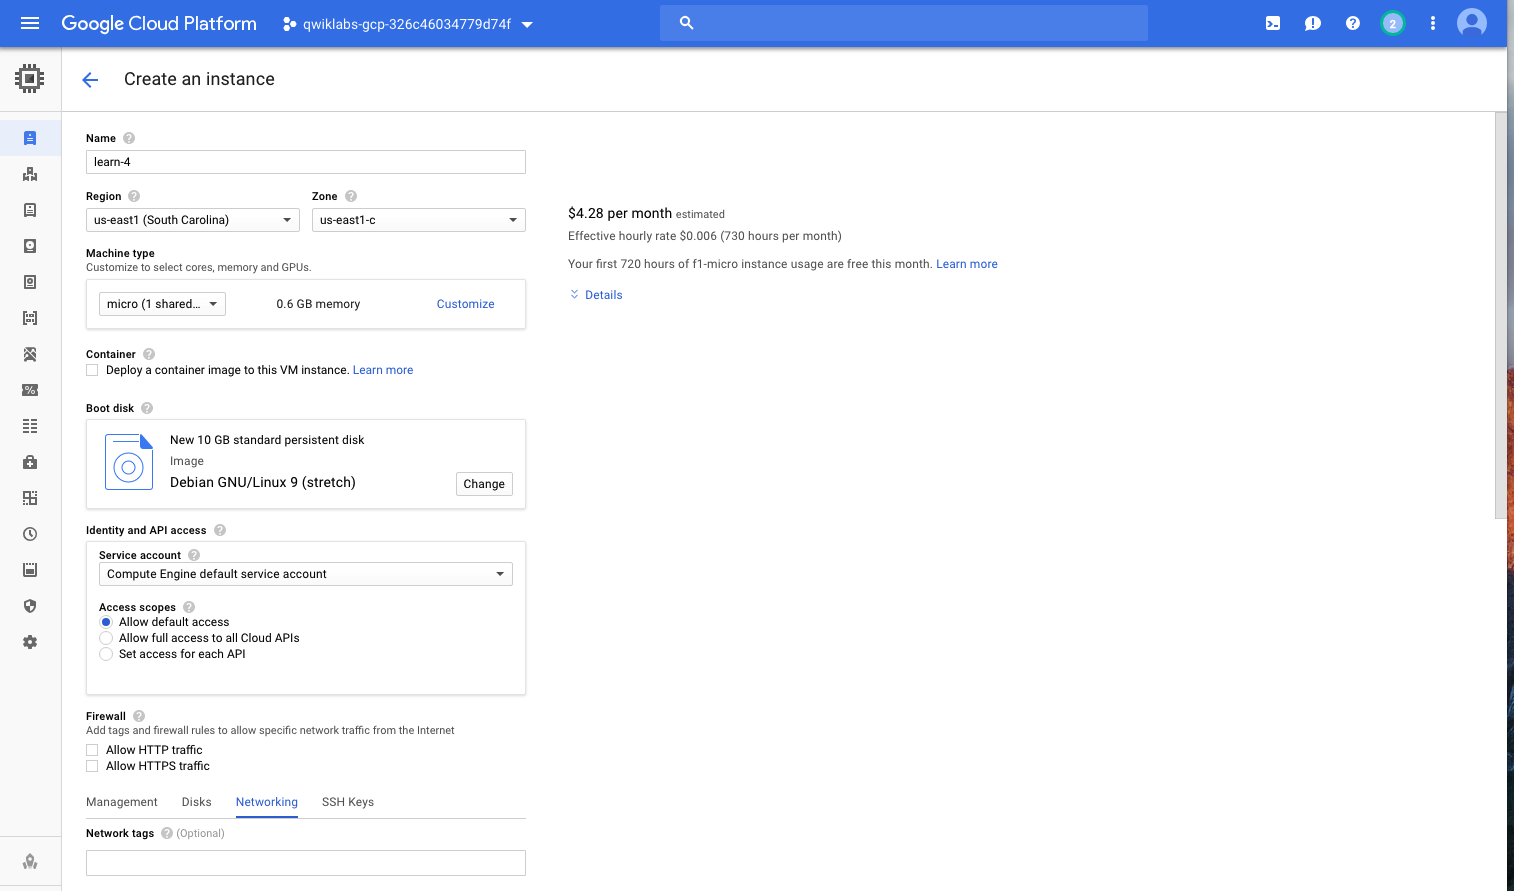 Google Cloud Platform
qwiklabs-gcp-326c46034779d74f
2
Create an instance
Name
learn-4
Region
Zone
us-east1 (South Carolina)
us-east1-c
Machine type
Customize to select cores, memory and GPUs.
micro (1 shared...
0.6 GB memory
Customize
Container
Deploy a container image to this VM instance. Learn more
Boot disk
New 10 GB standard persistent disk
Image
Debian GNU/Linux 9 (stretch)
Change
Identity and API access
Service account
Compute Engine default service account
Access scopes
Allow default access
Allow full access to all Cloud APIs
Set access for each API
Firewall
Add tags and firewall rules to allow specific network traffic from the Internet
Allow HTTP traffic
Allow HTTPS traffic
Management
Disks
Networking
SSH Keys
Network tags (Optional)
$4.28 per month estimated
Effective hourly rate $0.006 (730 hours per month)
Your first 720 hours of f1-micro instance usage are free this month. Learn more
Details